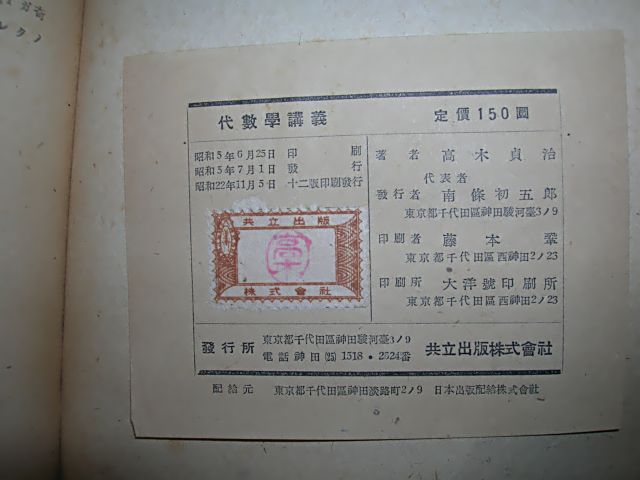 代數學講義
定價150圓
昭和5年6月25日 印刷
昭和5年7月1日 發行
昭和22年11月5日 十二版印刷發行
著者 高木貞治
代表者
發行者 南條初五郎
東京都千代田區神田駿河臺3ノ9
印刷者 藤本
東京都千代田區西神田2ノ23
印刷所 大洋號印刷所
東京都千代田區西神田2ノ23
共立出版
株式會社
發行所 東京都千代田區神田駿河臺3ノ9
電話神田(25)1518・2624番
共立出版株式會社
配給元 東京都千代田區神田淡路町2ノ9 日本出版配給株式會社